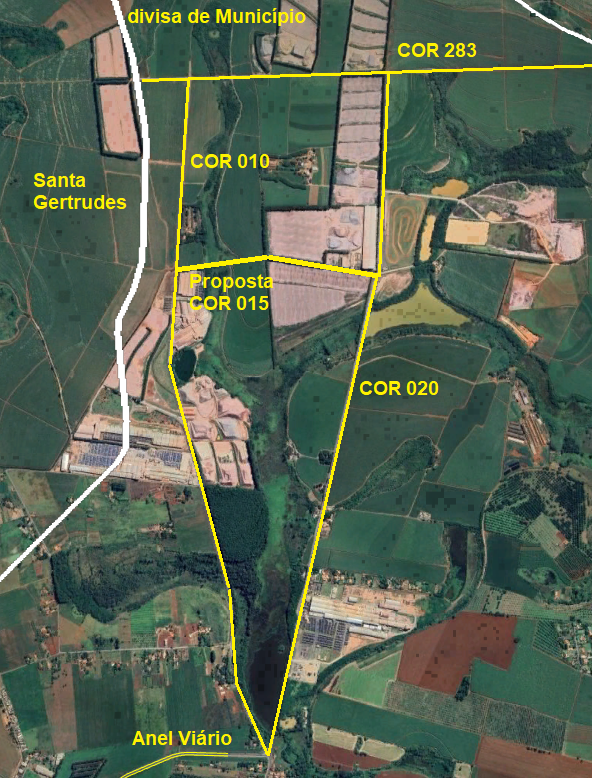 divisa de Município
COR 283
COR 010
Santa
Gertrudes
Proposta
COR 015
COR 020
Anel Viário